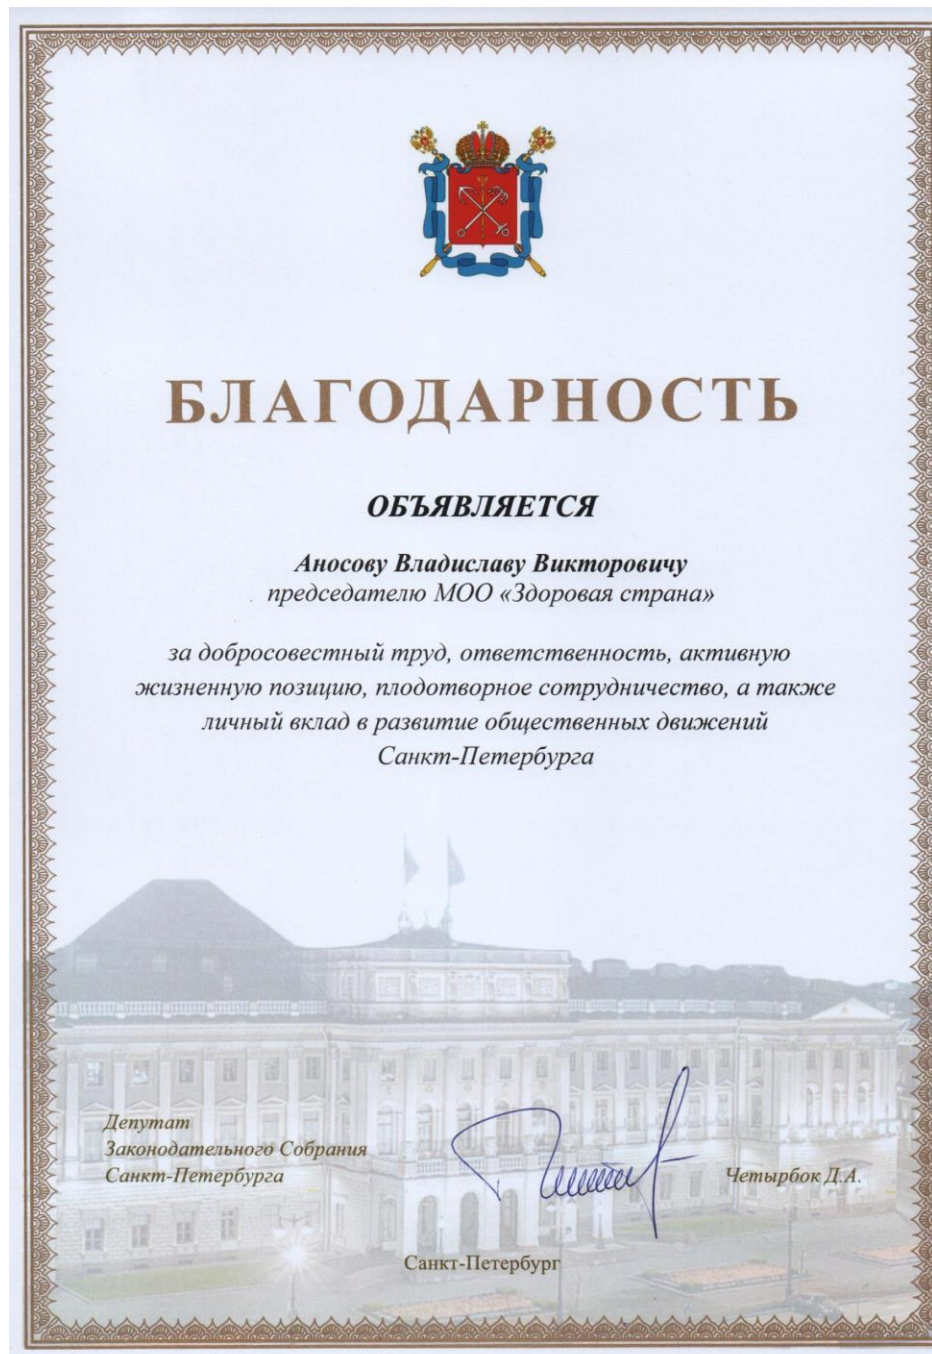 БЛАГОДАРНОСТЬ
ОБЪЯВЛЯЕТСЯ
Аносову Владиславу Викторовичу
председателю МОО «Здоровая страна»
за добросовестный труд, ответственность, активную
жизненную позицию, плодотворное сотрудничество, а также
личный вклад в развитие общественных движений
Санкт-Петербурга
Депутат
Законодательного Собрания
Санкт-Петербурга
Четырбок Д.А.
Санкт-Петербург